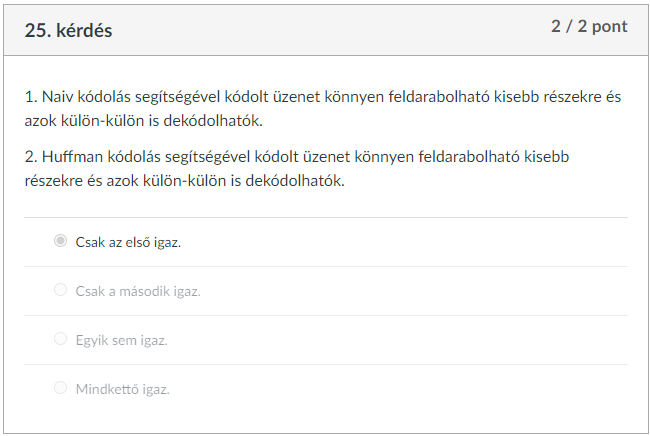 25. kérdés
2 / 2 pont
1. Naiv kódolás segítségével kódolt üzenet könnyen feldarabolható kisebb részekre és
azok külön-külön is dekódolhatók.
2. Huffman kódolás segítségével kódolt üzenet könnyen feldarabolható kisebb
részekre és azok külön-külön is dekódolhatók.
Csak az első igaz.
Csak a második igaz.
Egyik sem igaz.
Mindkettő igaz.